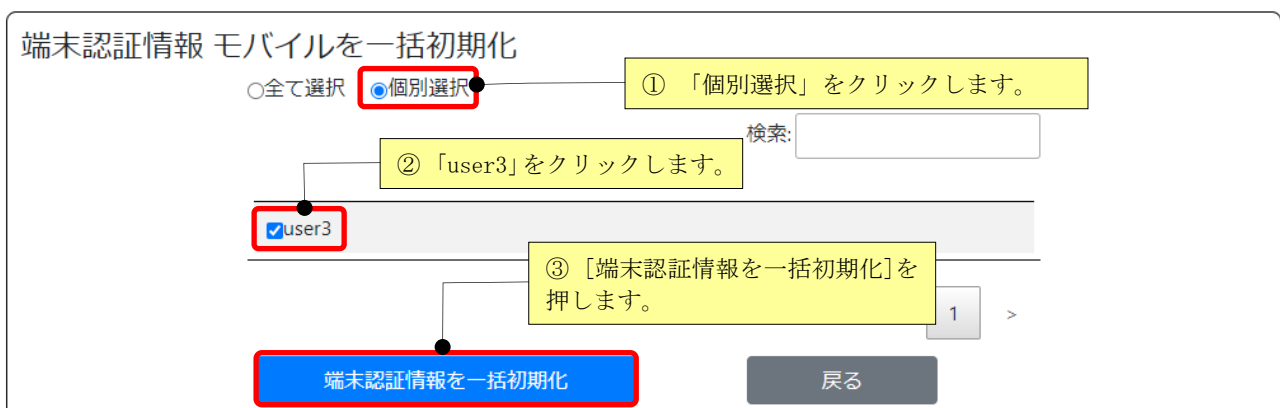 端末認証情報 モバイルを一括初期化
全て選択 個別選択
① 「個別選択」をクリックします。
検索:
② 「user3」をクリックします。
user3
③ [端末認証情報を一括初期化]を
押します。
1 >
端末認証情報を一括初期化 戻る